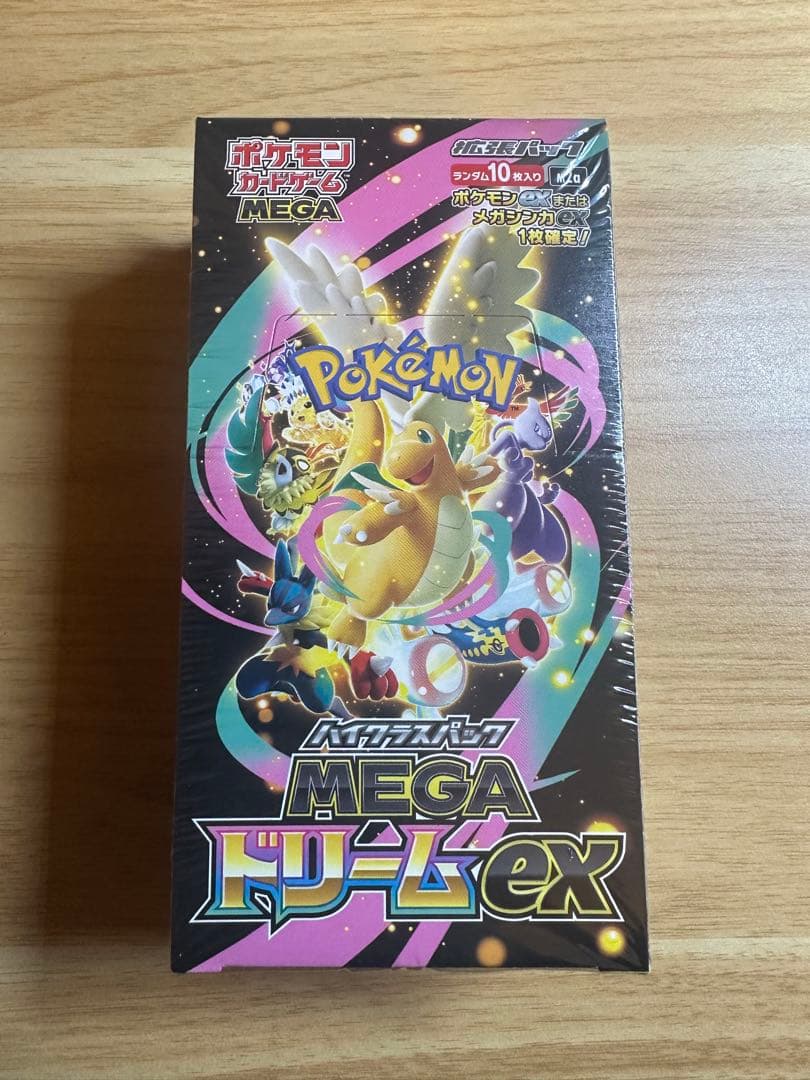 ポケモン
カードゲーム
MEGA
拡張パック
ランダム10枚入り M2a
ポケモンexまたは
メガシンカex
1枚確定!
POKéMON
TM
ハイクラスパック
MEGA
ドリームex